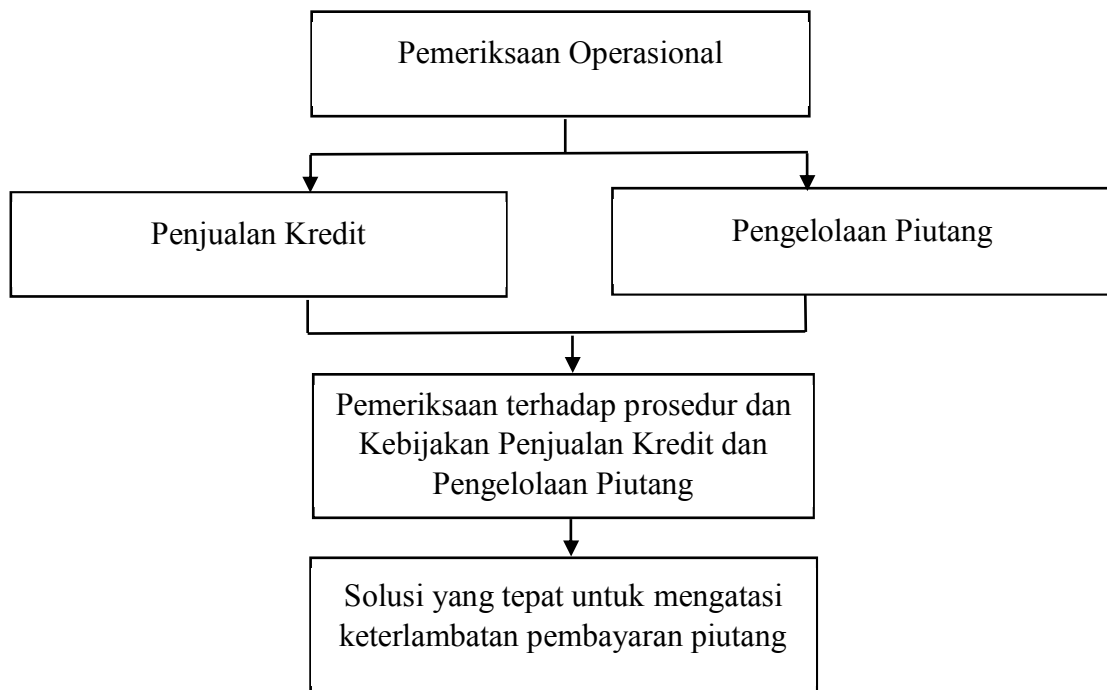 Pemeriksaan Operasional
Penjualan Kredit
Pengelolaan Piutang
Pemeriksaan terhadap prosedur dan
Kebijakan Penjualan Kredit dan
Pengelolaan Piutang
Solusi yang tepat untuk mengatasi
keterlambatan pembayaran piutang